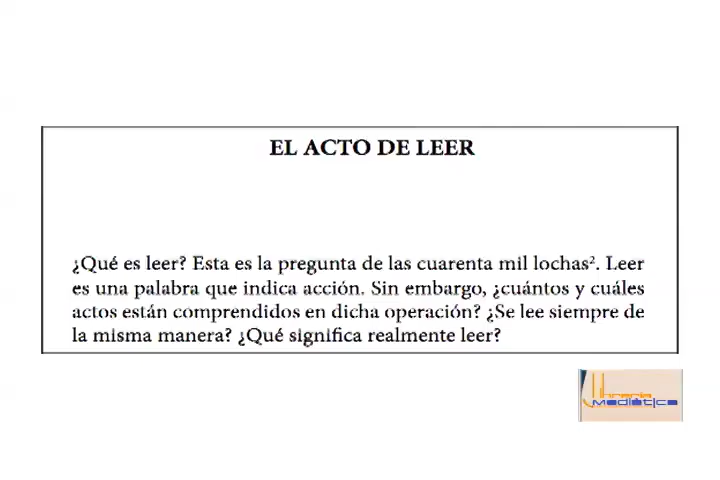 EL ACTO DE LEER
¿Qué es leer? Esta es la pregunta de las cuarenta mil lochas². Leer
es una palabra que indica acción. Sin embargo, ¿cuántos y cuáles
actos están comprendidos en dicha operación? ¿Se lee siempre de
la misma manera? ¿Qué significa realmente leer?
librería
mediática